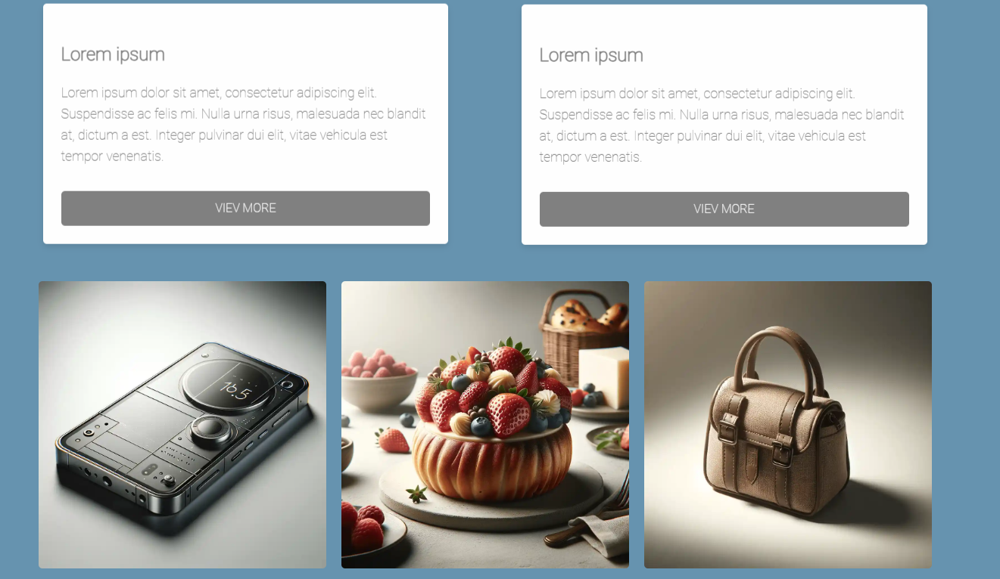 Lorem ipsum
Lorem ipsum dolor sit amet, consectetur adipiscing elit.
Suspendisse ac felis mi. Nulla urna risus, malesuada nec blandit
at, dictum a est. Integer pulvinar dui elit, vitae vehicula est
tempor venenatis.
VIEV MORE
Lorem ipsum
Lorem ipsum dolor sit amet, consectetur adipiscing elit.
Suspendisse ac felis mi. Nulla urna risus, malesuada nec blandit
at, dictum a est. Integer pulvinar dui elit, vitae vehicula est
tempor venenatis.
VIEV MORE
16.5